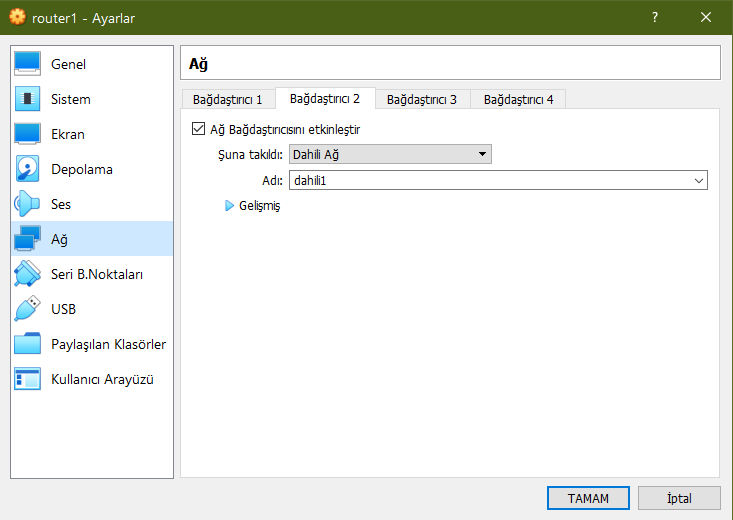 router1 - Ayarlar
?
Genel
Sistem
Ekran
Depolama
Ses
Ağ
Seri B.Noktaları
USB
Paylaşılan Klasörler
Kullanıcı Arayüzü
Ağ
Bağdaştırıcı 1
Bağdaştırıcı 2
Bağdaştırıcı 3
Bağdaştırıcı 4
Ağ Bağdaştırıcısını etkinleştir
Şuna takıldı: Dahili Ağ
Adı: dahili1
Gelişmiş
TAMAM
İptal